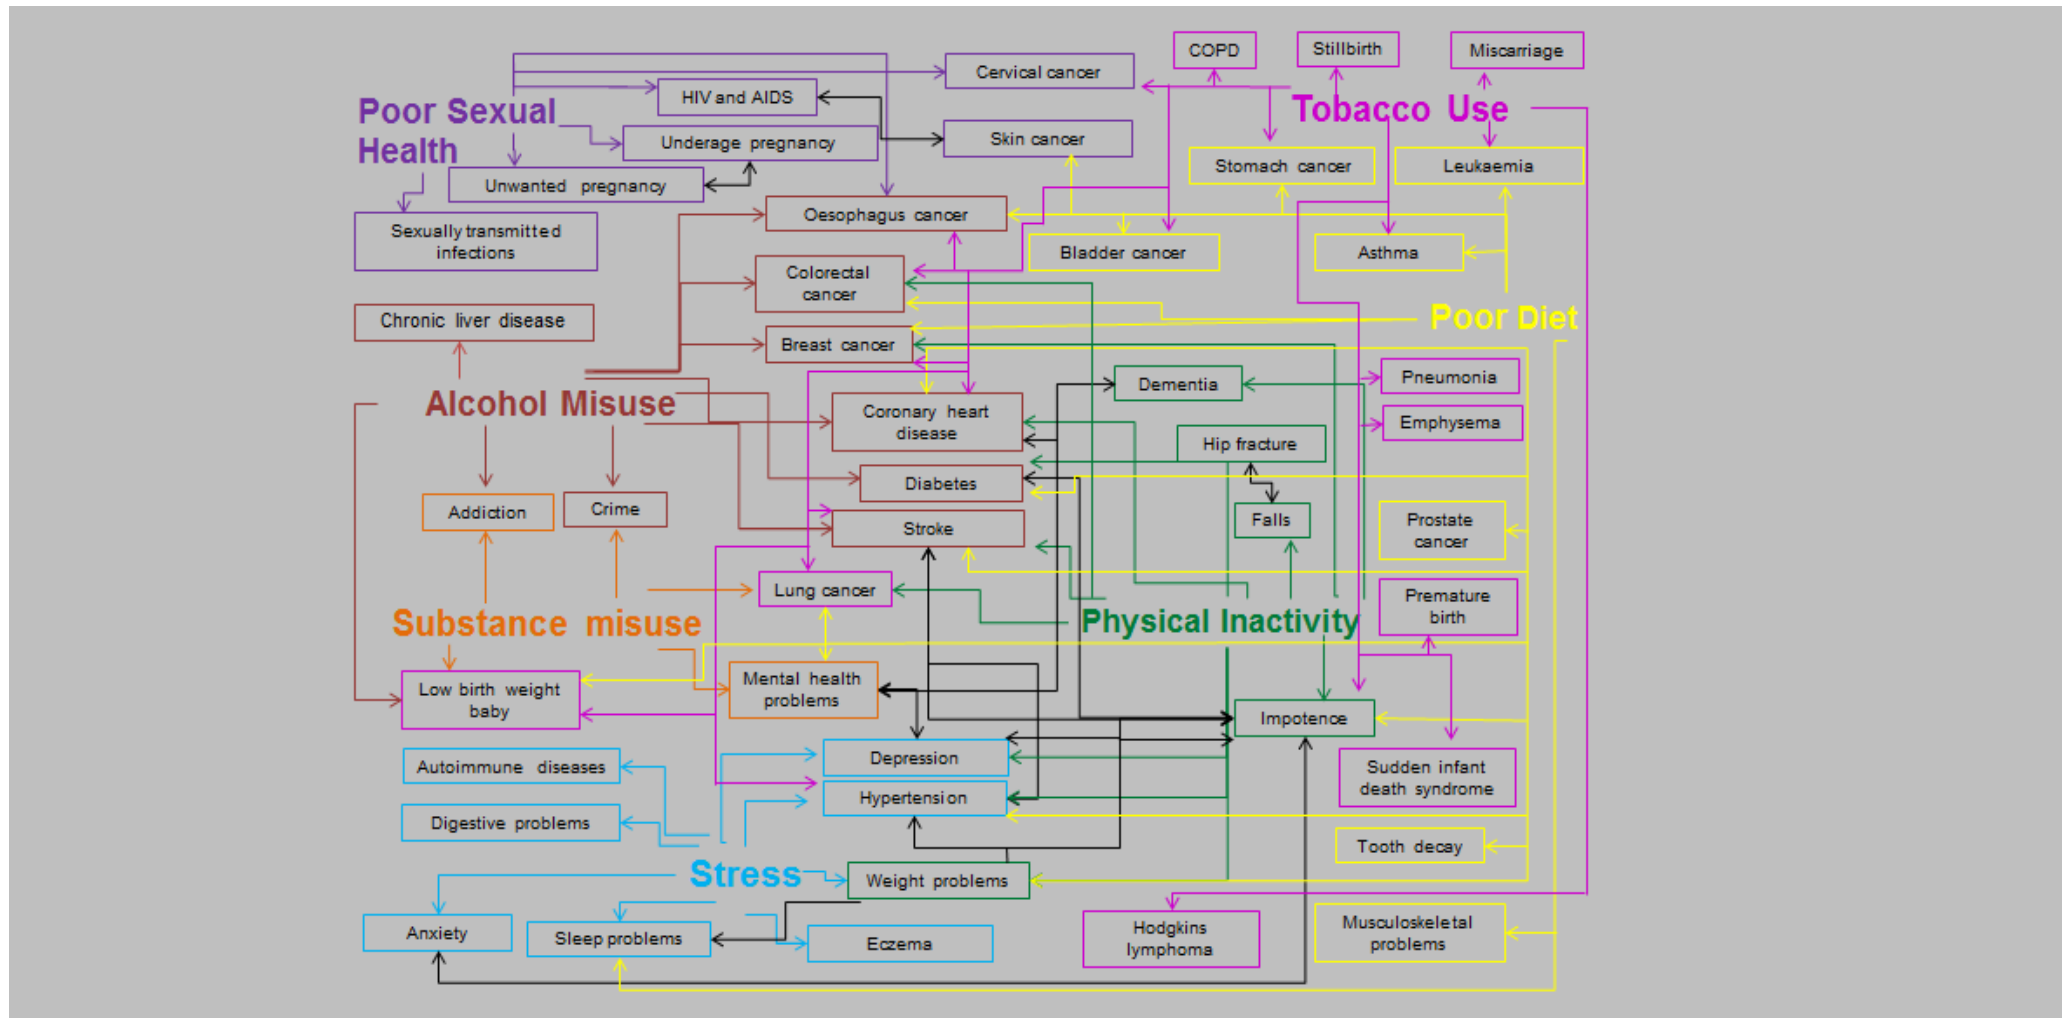 COPD
Stillbirth
Miscarriage
Cervical cancer
HIV and AIDS
Poor Sexual
Health
Tobacco Use
Underage pregnancy
Skin cancer
Stomach cancer
Leukaemia
Unwanted pregnancy
Oesophagus cancer
Sexually transmitted
infections
Bladder cancer
Asthma
Colorectal
cancer
Chronic liver disease
Poor Diet
Breast cancer
Dementia
Pneumonia
Alcohol Misuse
Coronary heart
disease
Hip fracture
Emphysema
Diabetes
Addiction
Crime
Stroke
Falls
Prostate
cancer
Lung cancer
Premature
birth
Substance misuse
Physical Inactivity
Low birth weight
baby
Mental health
problems
Impotence
Autoimmune diseases
Depression
Sudden infant
death syndrome
Hypertension
Digestive problems
Tooth decay
Stress
Weight problems
Anxiety
Sleep problems
Eczema
Hodgkins
lymphoma
Musculoskeletal
problems